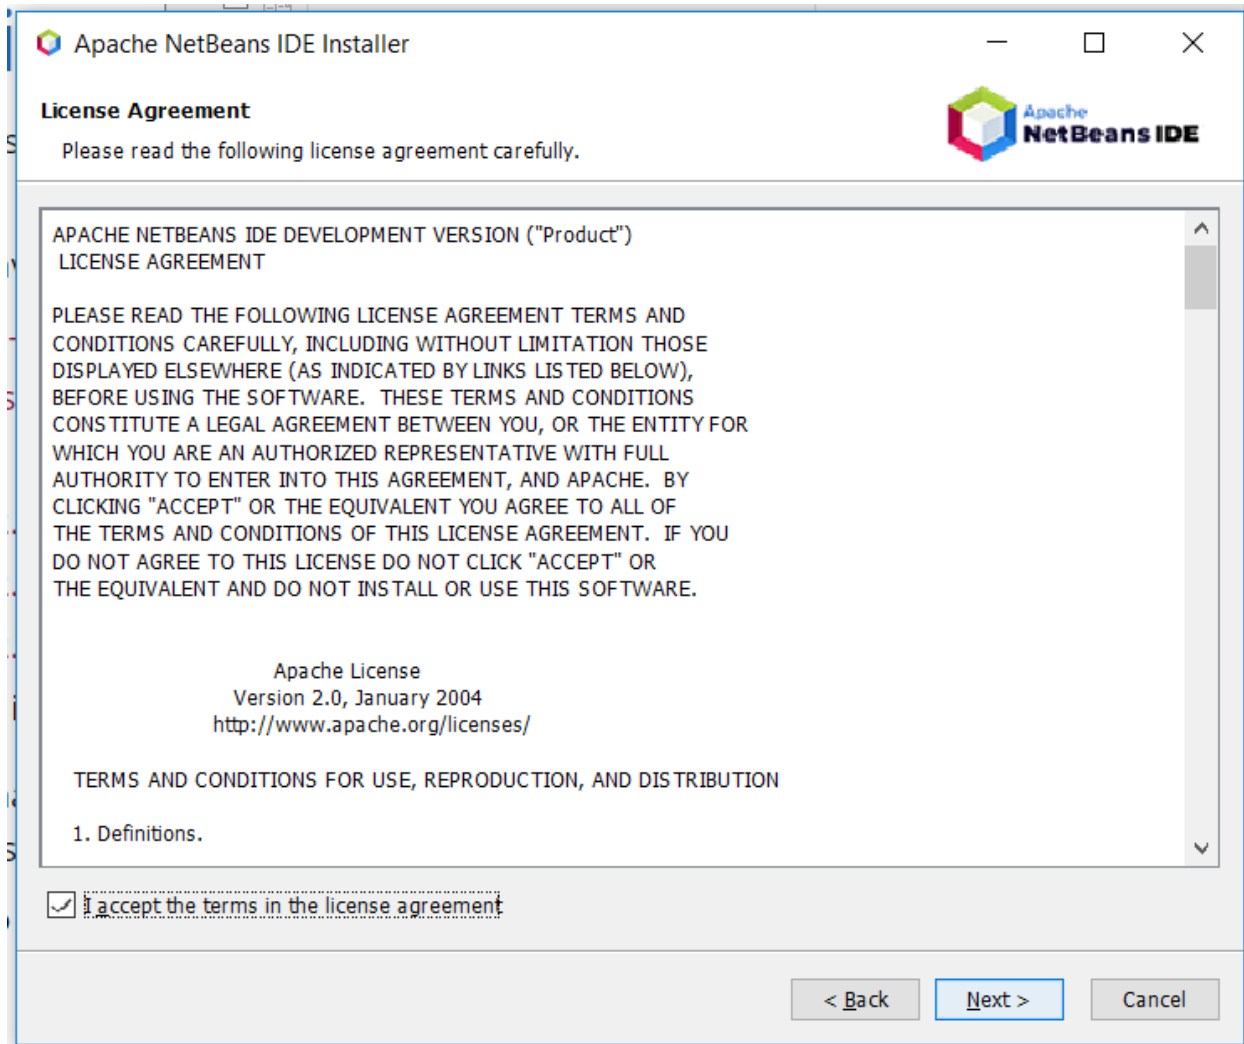 Apache NetBeans IDE Installer
License Agreement
Please read the following license agreement carefully.
Apache
NetBeans IDE
APACHE NETBEANS IDE DEVELOPMENT VERSION ("Product")
LICENSE AGREEMENT
PLEASE READ THE FOLLOWING LICENSE AGREEMENT TERMS AND
CONDITIONS CAREFULLY, INCLUDING WITHOUT LIMITATION THOSE
DISPLAYED ELSEWHERE (AS INDICATED BY LINKS LISTED BELOW),
BEFORE USING THE SOFTWARE.  THESE TERMS AND CONDITIONS
CONSTITUTE A LEGAL AGREEMENT BETWEEN YOU, OR THE ENTITY FOR
WHICH YOU ARE AN AUTHORIZED REPRESENTATIVE WITH FULL
AUTHORITY TO ENTER INTO THIS AGREEMENT, AND APACHE.  BY
CLICKING "ACCEPT" OR THE EQUIVALENT YOU AGREE TO ALL OF
THE TERMS AND CONDITIONS OF THIS LICENSE AGREEMENT.  IF YOU
DO NOT AGREE TO THIS LICENSE DO NOT CLICK "ACCEPT" OR
THE EQUIVALENT AND DO NOT INSTALL OR USE THIS SOFTWARE.
Apache License
Version 2.0, January 2004
http://www.apache.org/licenses/
TERMS AND CONDITIONS FOR USE, REPRODUCTION, AND DISTRIBUTION
1. Definitions.
I accept the terms in the license agreement
< Back
Next >
Cancel